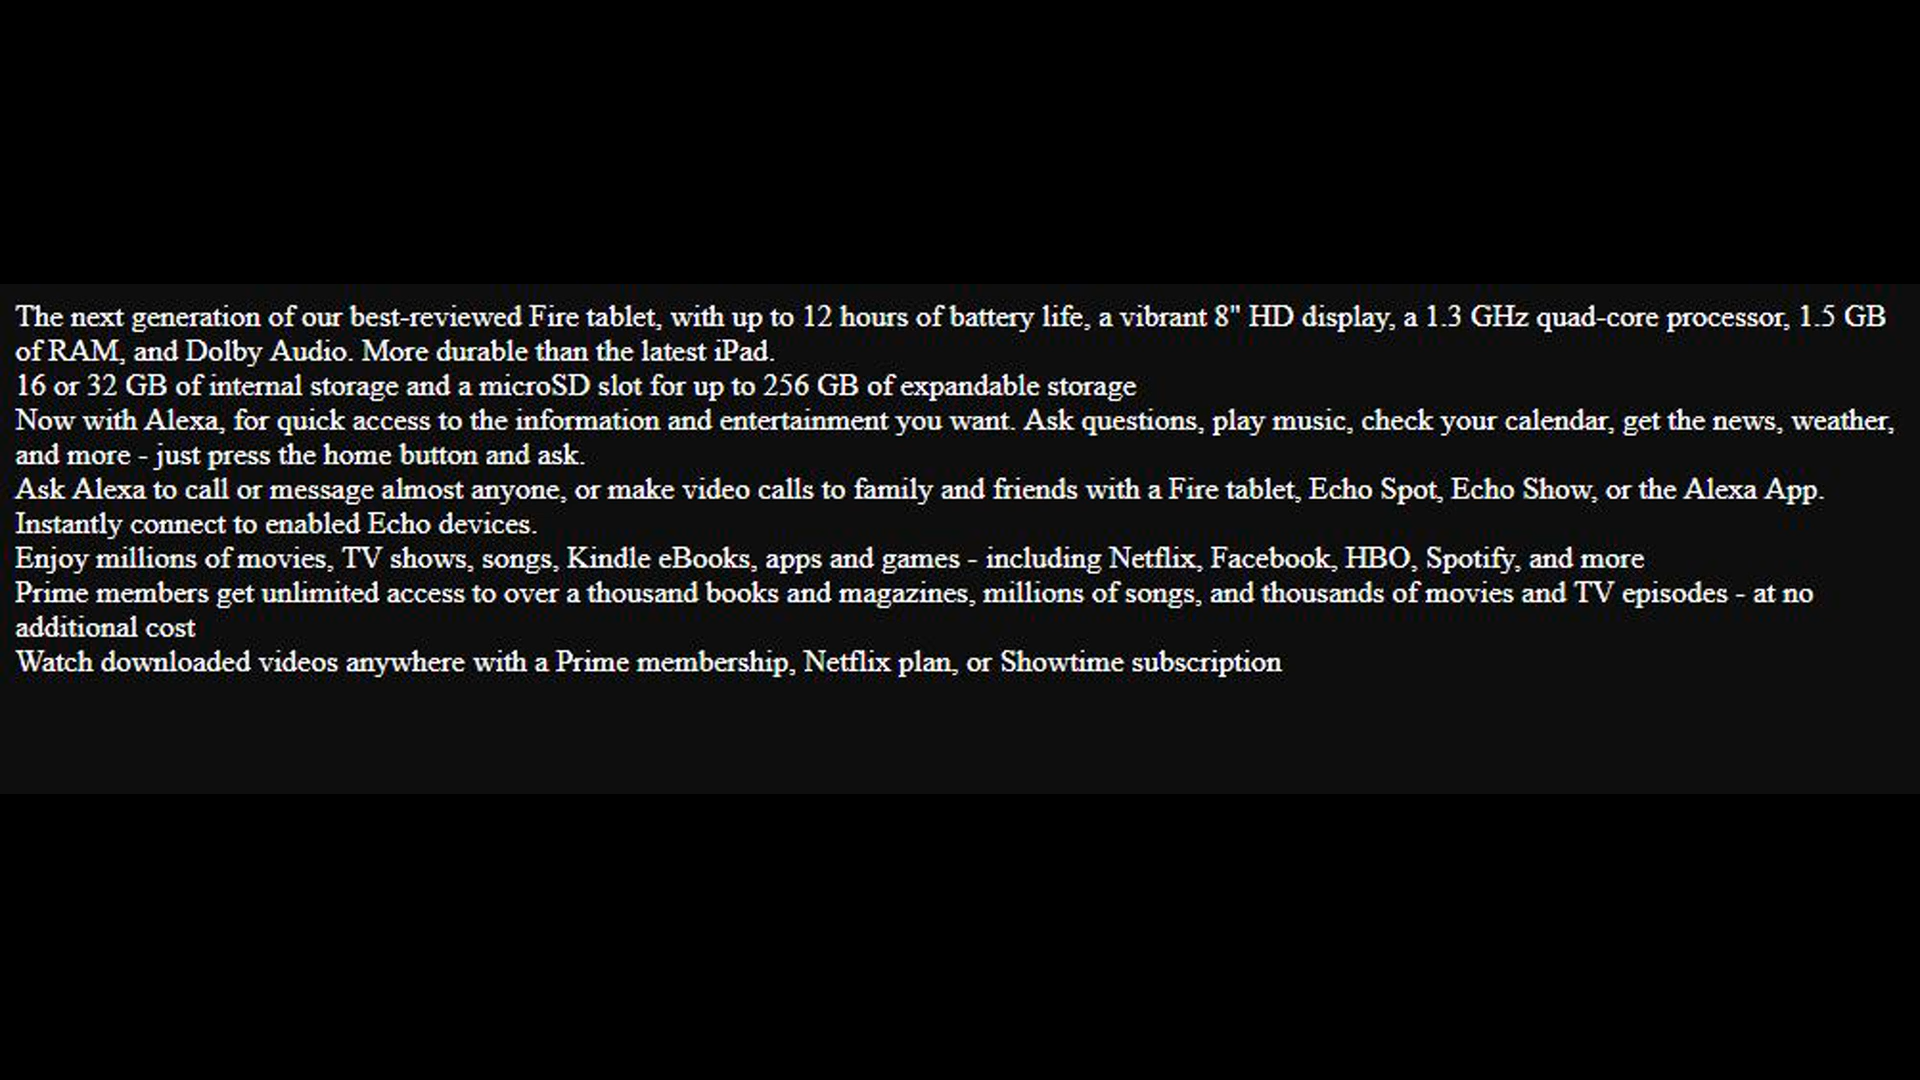 The next generation of our best-reviewed Fire tablet, with up to 12 hours of battery life, a vibrant 8" HD display, a 1.3 GHz quad-core processor, 1.5 GB
of RAM, and Dolby Audio. More durable than the latest iPad.
16 or 32 GB of internal storage and a microSD slot for up to 256 GB of expandable storage
Now with Alexa, for quick access to the information and entertainment you want. Ask questions, play music, check your calendar, get the news, weather,
and more - just press the home button and ask.
Ask Alexa to call or message almost anyone, or make video calls to family and friends with a Fire tablet, Echo Spot, Echo Show, or the Alexa App.
Instantly connect to enabled Echo devices.
Enjoy millions of movies, TV shows, songs, Kindle eBooks, apps and games - including Netflix, Facebook, HBO, Spotify, and more
Prime members get unlimited access to over a thousand books and magazines, millions of songs, and thousands of movies and TV episodes - at no
additional cost
Watch downloaded videos anywhere with a Prime membership, Netflix plan, or Showtime subscription